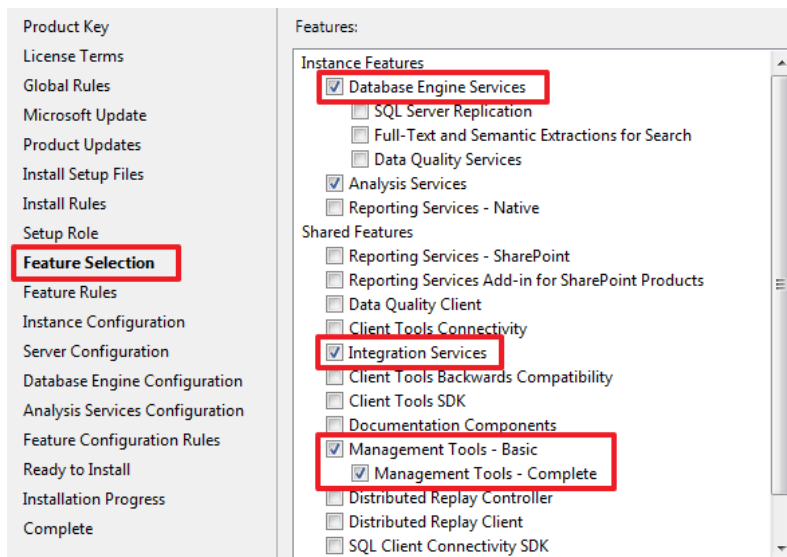 Product Key
License Terms
Global Rules
Microsoft Update
Product Updates
Install Setup Files
Install Rules
Setup Role
Feature Selection
Feature Rules
Instance Configuration
Server Configuration
Database Engine Configuration
Analysis Services Configuration
Feature Configuration Rules
Ready to Install
Installation Progress
Complete
Features:
Instance Features
Database Engine Services
SQL Server Replication
Full-Text and Semantic Extractions for Search
Data Quality Services
Analysis Services
Reporting Services - Native
Shared Features
Reporting Services - SharePoint
Reporting Services Add-in for SharePoint Products
Data Quality Client
Client Tools Connectivity
Integration Services
Client Tools Backwards Compatibility
Client Tools SDK
Documentation Components
Management Tools - Basic
Management Tools - Complete
Distributed Replay Controller
Distributed Replay Client
SQL Client Connectivity SDK